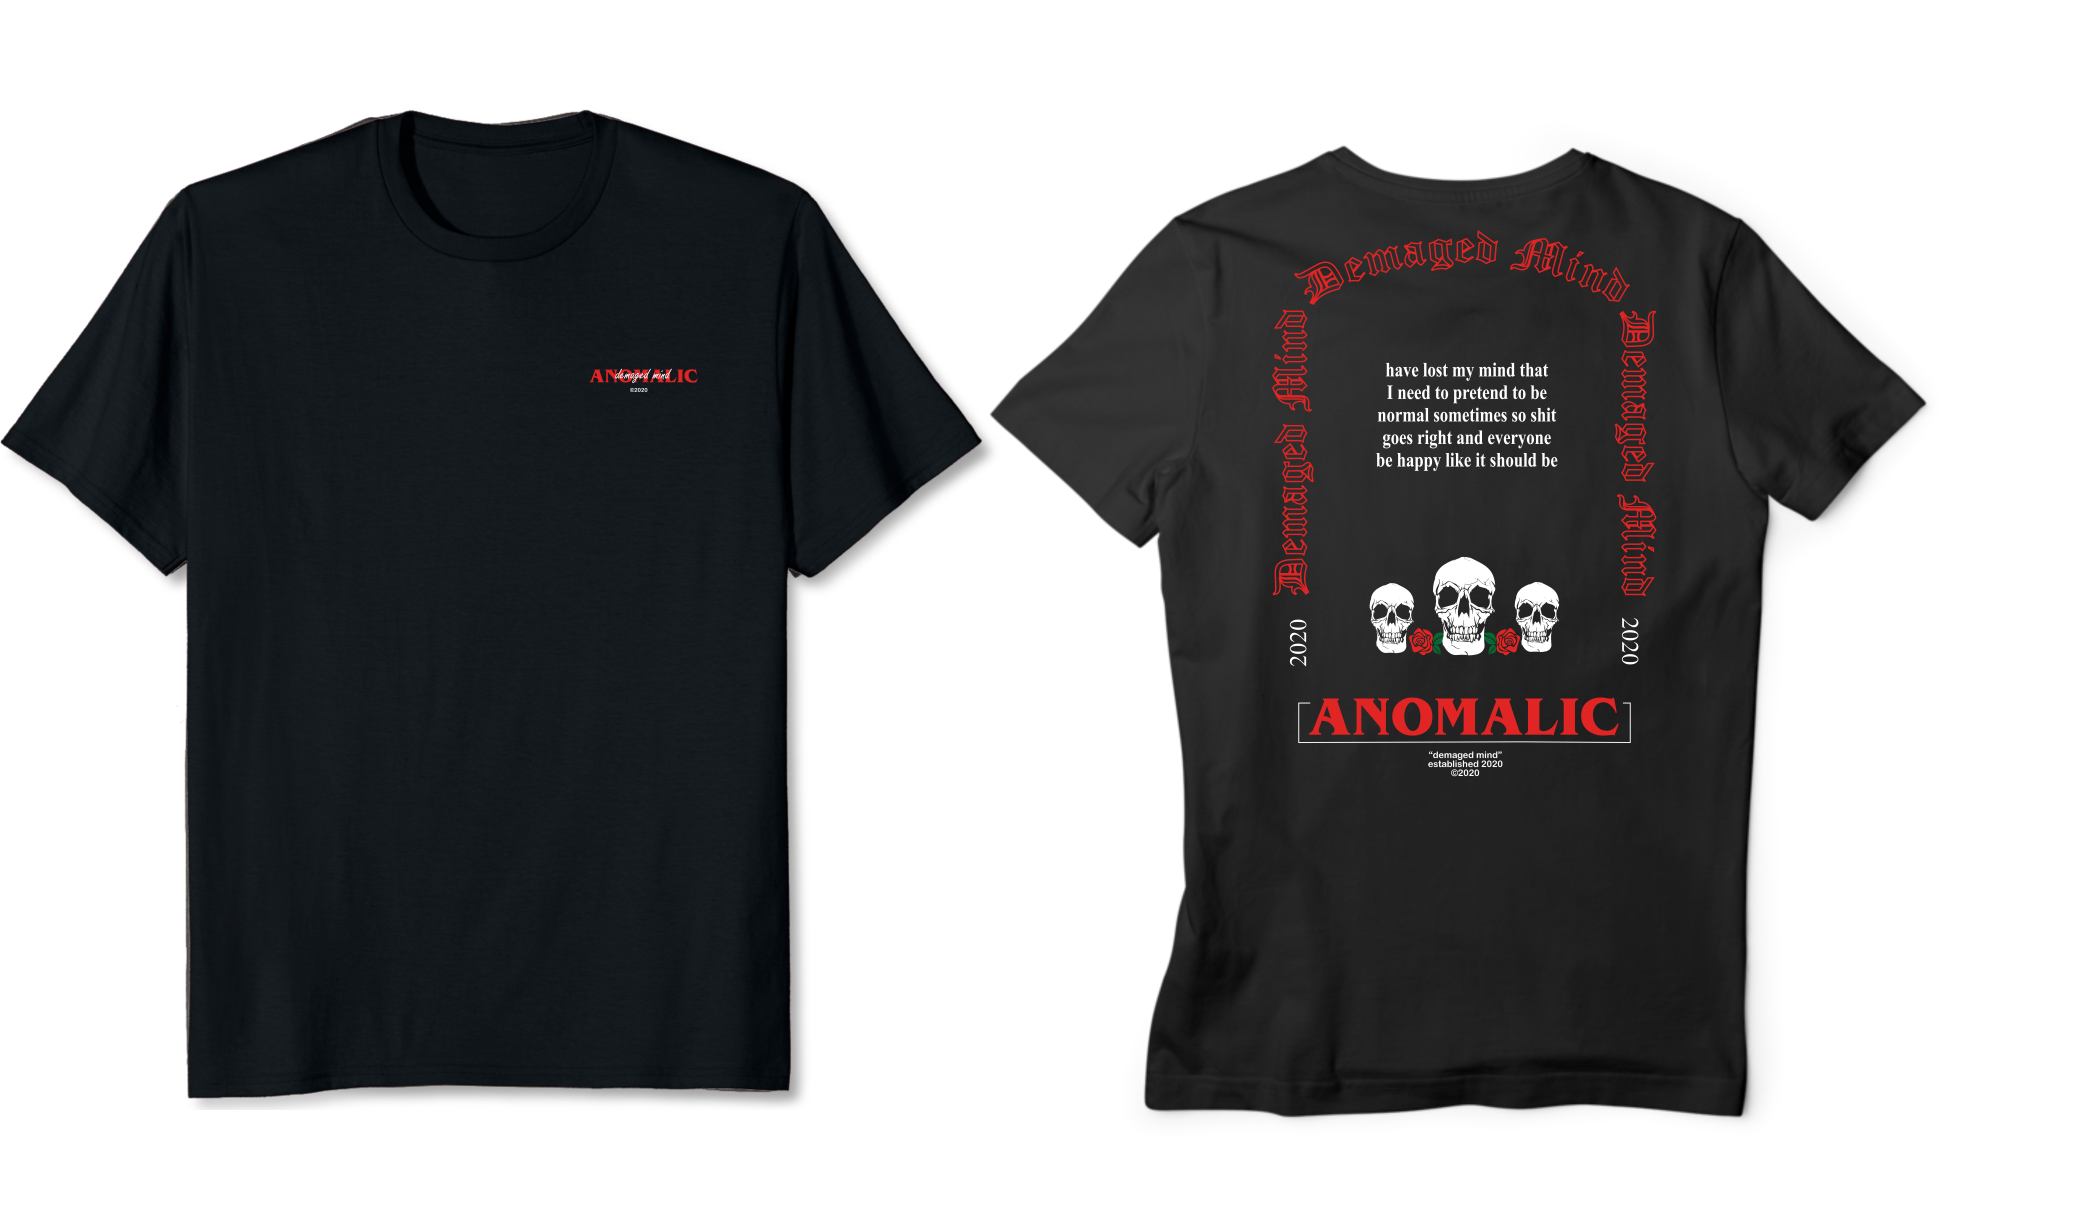 ANOMALIC
demaged mind
©2020
Demaged Mind
Demaged Mind
Demaged Mind
have lost my mind that
I need to pretend to be
normal sometimes so shit
goes right and everyone
be happy like it should be
2020
2020
ANOMALIC
“demaged mind”
established 2020
©2020